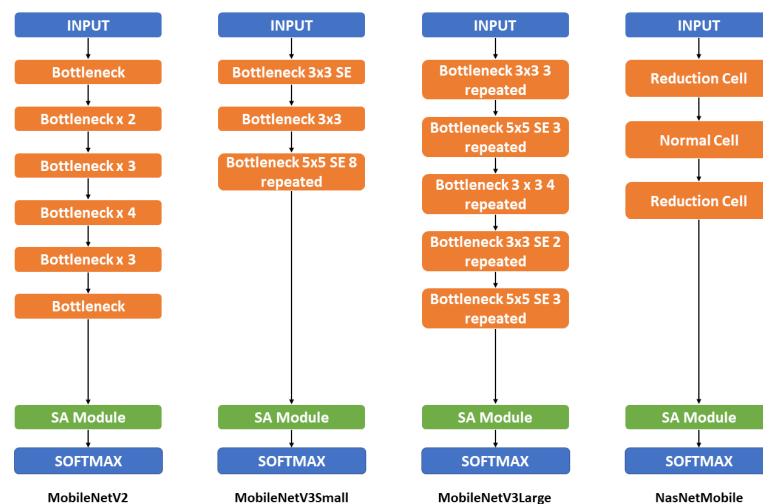 INPUT
Bottleneck
Bottleneck x 2
Bottleneck x 3
Bottleneck x 4
Bottleneck x 3
Bottleneck
SA Module
SOFTMAX
MobileNetV2
INPUT
Bottleneck 3x3 SE
Bottleneck 3x3
Bottleneck 5x5 SE 8
repeated
SA Module
SOFTMAX
MobileNetV3Small
INPUT
Bottleneck 3x3 3
repeated
Bottleneck 5x5 SE 3
repeated
Bottleneck 3 x 3 4
repeated
Bottleneck 3x3 SE 2
repeated
Bottleneck 5x5 SE 3
repeated
SA Module
SOFTMAX
MobileNetV3Large
INPUT
Reduction Cell
Normal Cell
Reduction Cell
SA Module
SOFTMAX
NasNetMobile